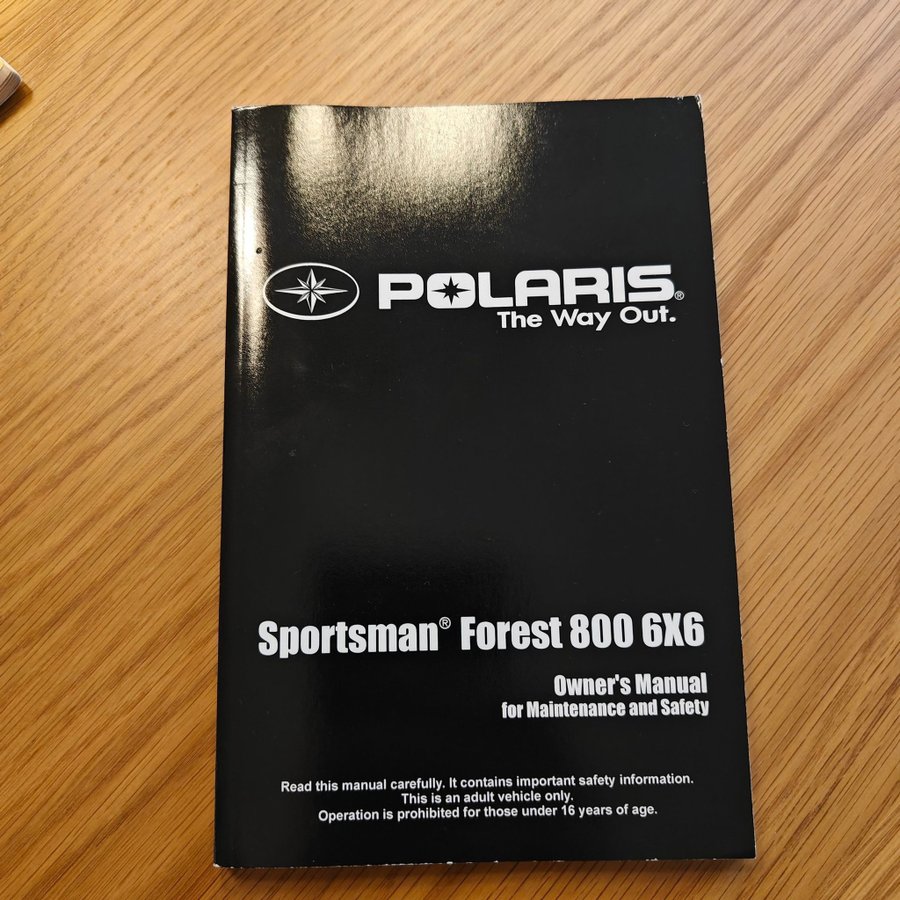 POLARIS®
The Way Out.
Sportsman® Forest 800 6X6
Owner's Manual
for Maintenance and Safety
Read this manual carefully. It contains important safety information.
This is an adult vehicle only.
Operation is prohibited for those under 16 years of age.